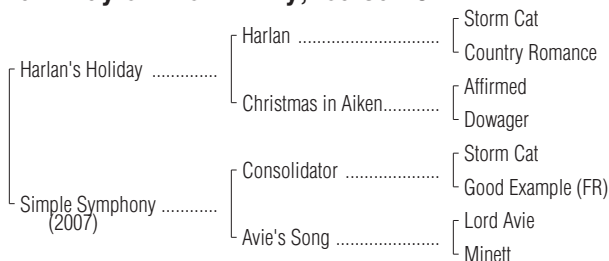 Storm Cat
Harlan ..............................
Country Romance
Harlan's Holiday .............
Affirmed
Christmas in Aiken............
Dowager
Storm Cat
Consolidator ....................
Good Example (FR)
Simple Symphony ...........
(2007)
Lord Avie
Avie's Song ......................
Minett